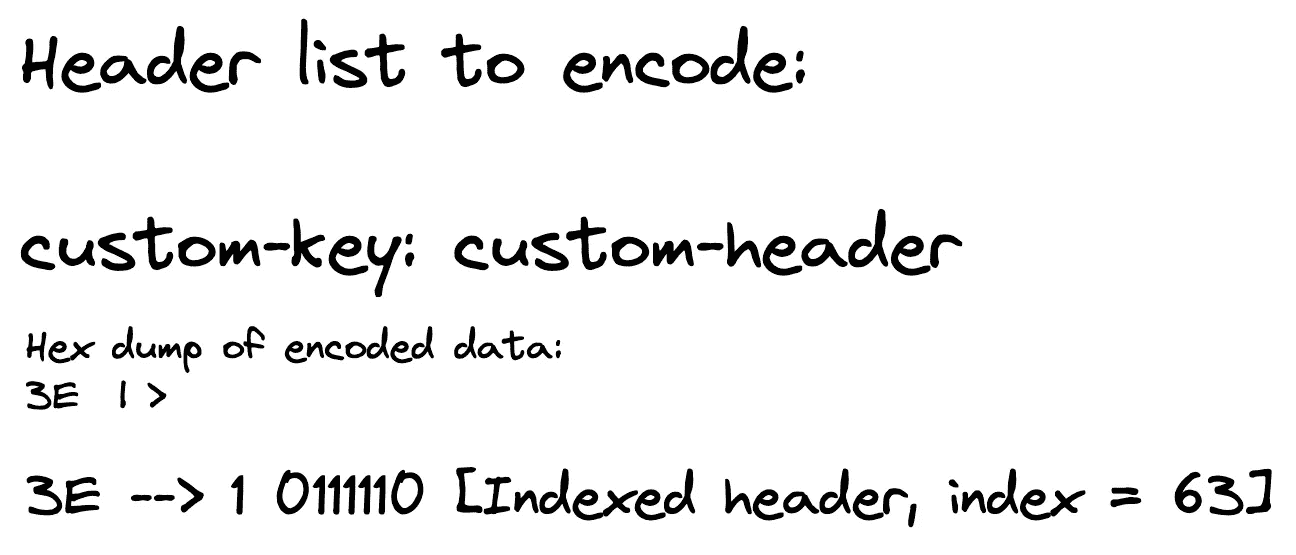 Header list to encode:
custom-key: custom-header
Hex dump of encoded data:
3E | >
3E --> 1 0111110 [Indexed header, index = 63]